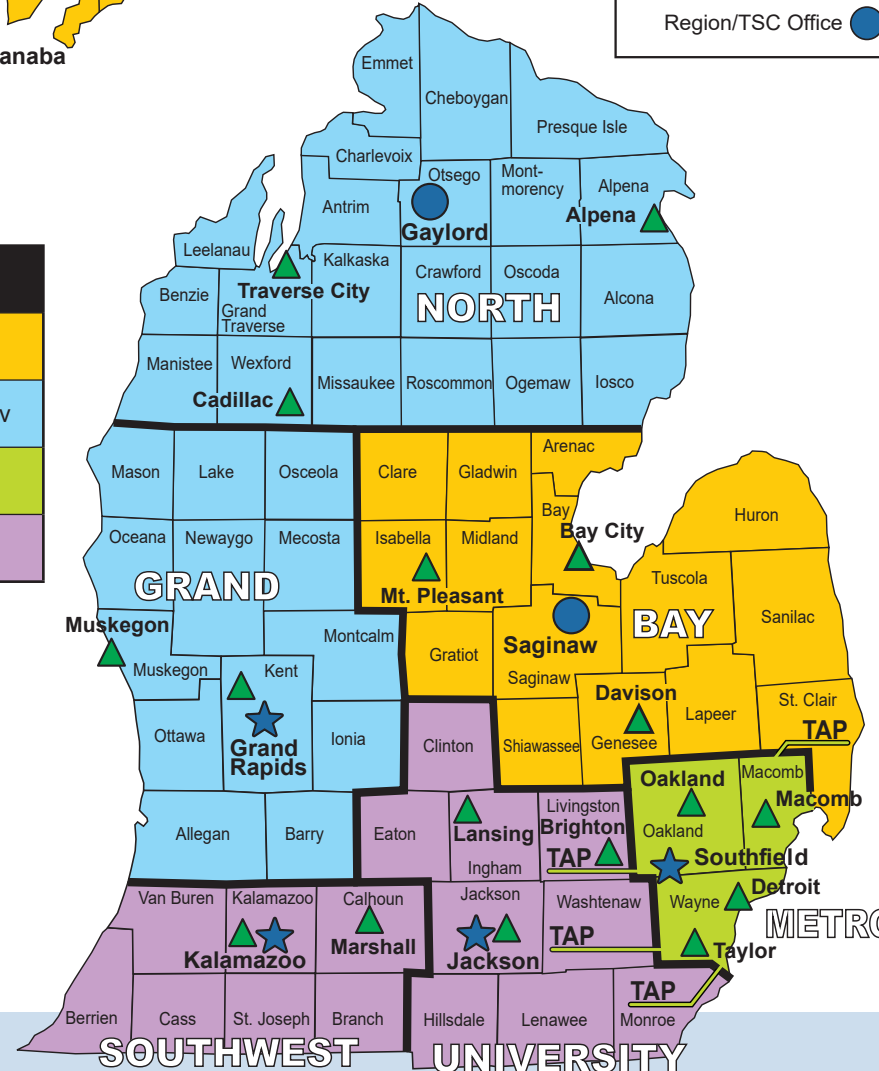 anaba
Region/TSC Office
v
Emmet
Cheboygan
Presque Isle
Charlevoix
Otsego
Mont-
morency
Alpena
Antrim
Alpena
Gaylord
Leelanau
Kalkaska
Crawford
Oscoda
Traverse City
Benzie
Alcona
Grand
Traverse
NORTH
Manistee
Wexford
Missaukee
Roscommon
Ogemaw
Iosco
Cadillac
Arenac
Mason
Lake
Osceola
Clare
Gladwin
Bay
Huron
Bay City
Oceana
Newaygo
Mecosta
Isabella
Midland
Tuscola
GRAND
Mt. Pleasant
Sanilac
Muskegon
BAY
Montcalm
Saginaw
Gratiot
Muskegon
Kent
Saginaw
Davison
St. Clair
Lapeer
TAP
Ottawa
Ionia
Clinton
Shiawassee
Genesee
Grand
Rapids
Macomb
Oakland
Macomb
Livingston
Allegan
Barry
Eaton
Lansing
Brighton
Oakland
TAP
Southfield
Ingham
Detroit
Van Buren
Kalamazoo
Calhoun
Jackson
Washtenaw
Wayne
METRO
TAP
Marshall
Taylor
Kalamazoo
Jackson
TAP
Berrien
Cass
St. Joseph
Branch
Hillsdale
Lenawee
Monroe
SOUTHWEST
UNIVERSITY